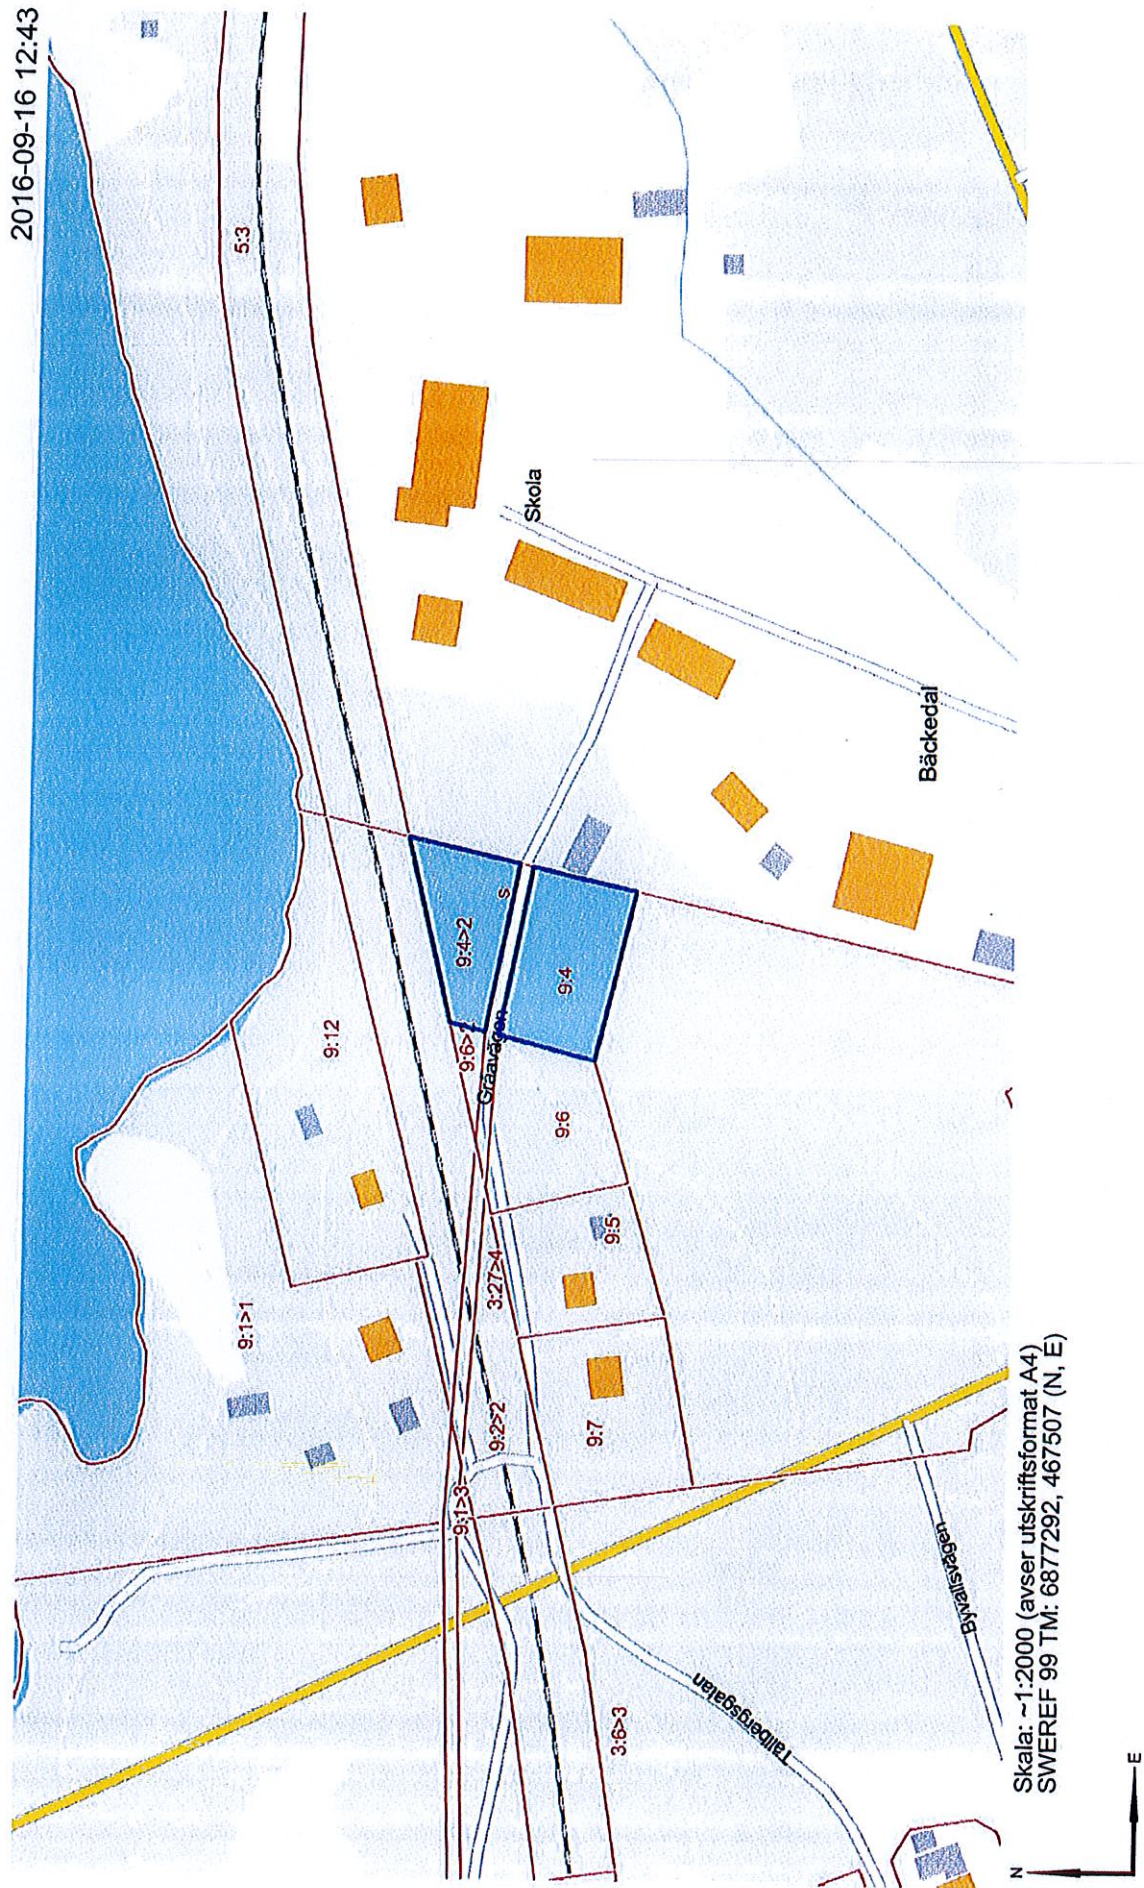 2016-09-16 12:43
5:3
9:12
9:1>1
Skola
9:4>2
s
9:6>2
Graavägen
9:4
9:6
9:5
3:27>4
9:2>2
9:7
9:1>3
Bäckedal
3:6>3
Tallbergsgatan
Byvallsvägen
Skala: ~1:2000 (avser utskriftsformat A4)
SWEREF 99 TM: 6877292, 467507 (N, E)
N
E